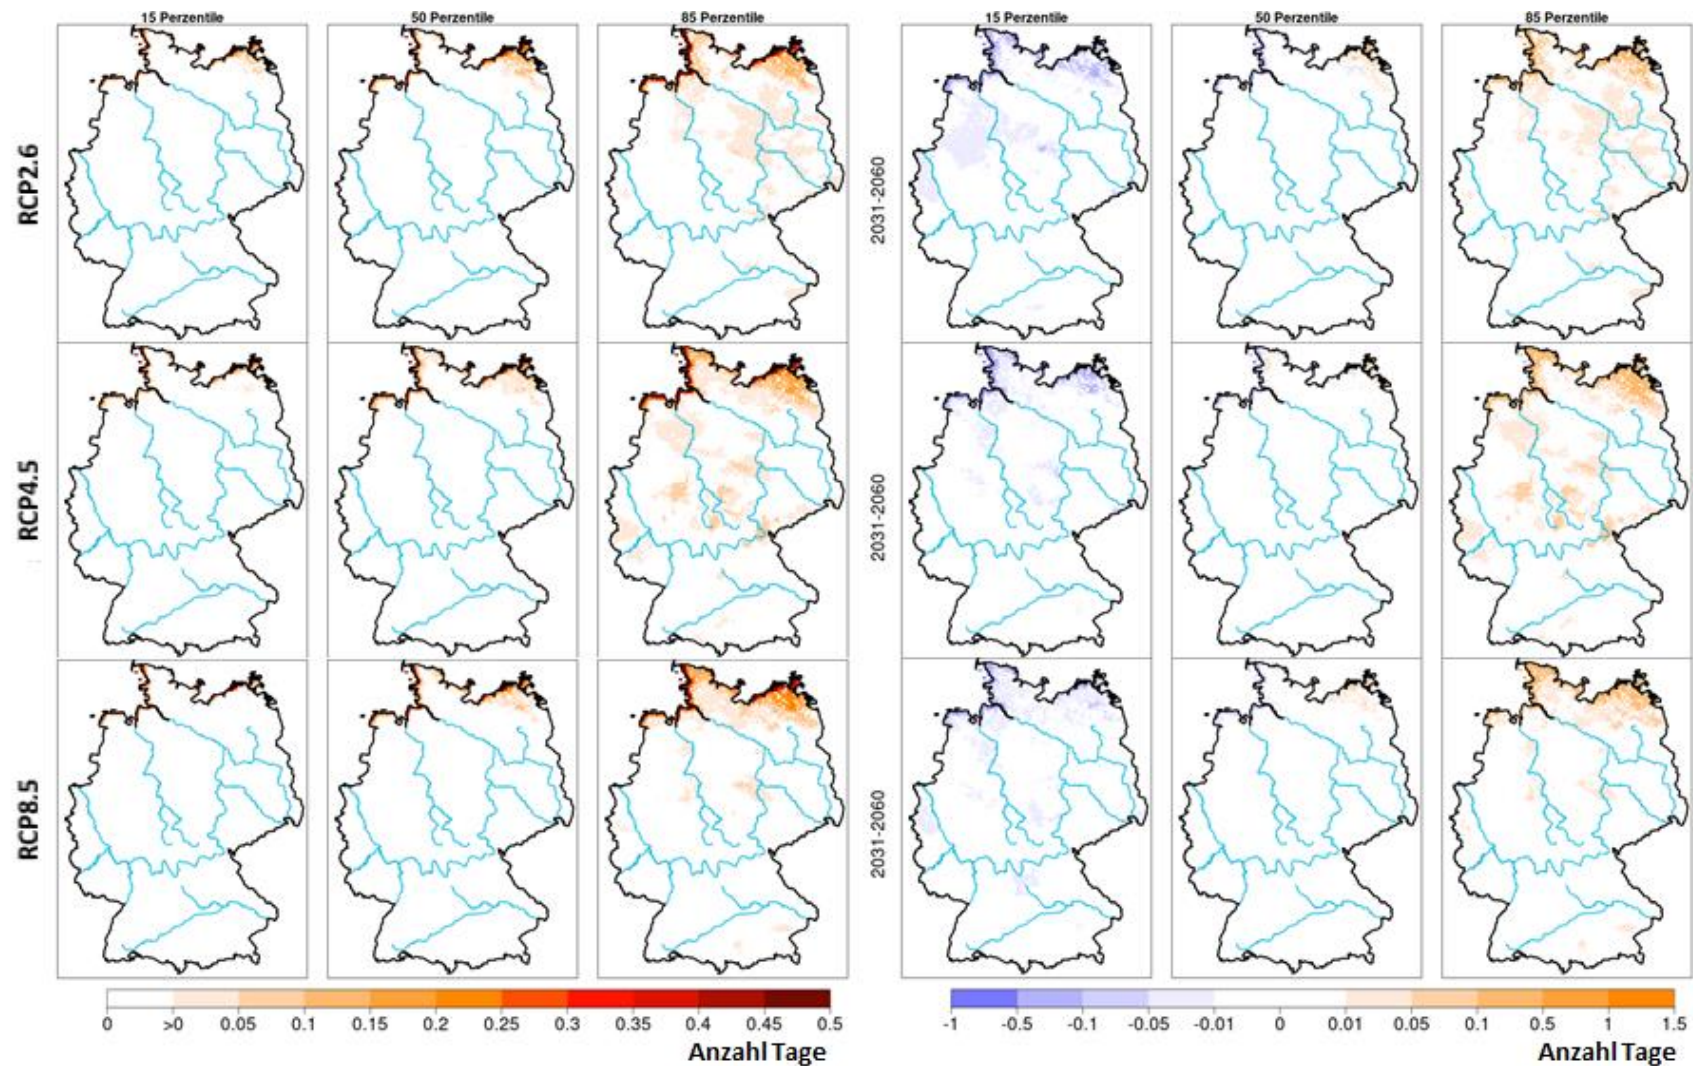 15 Perzentile 50 Perzentile 85 Perzentile 15 Perzentile 50 Perzentile 85 Perzentile
RCP2.6
2031-2060
RCP4.5
2031-2060
RCP8.5
2031-2060
0 >0 0.05 0.1 0.15 0.2 0.25 0.3 0.35 0.4 0.45 0.5
Anzahl Tage
-1 -0.5 -0.1 -0.05 -0.01 0 0.01 0.05 0.1 0.5 1 1.5
Anzahl Tage